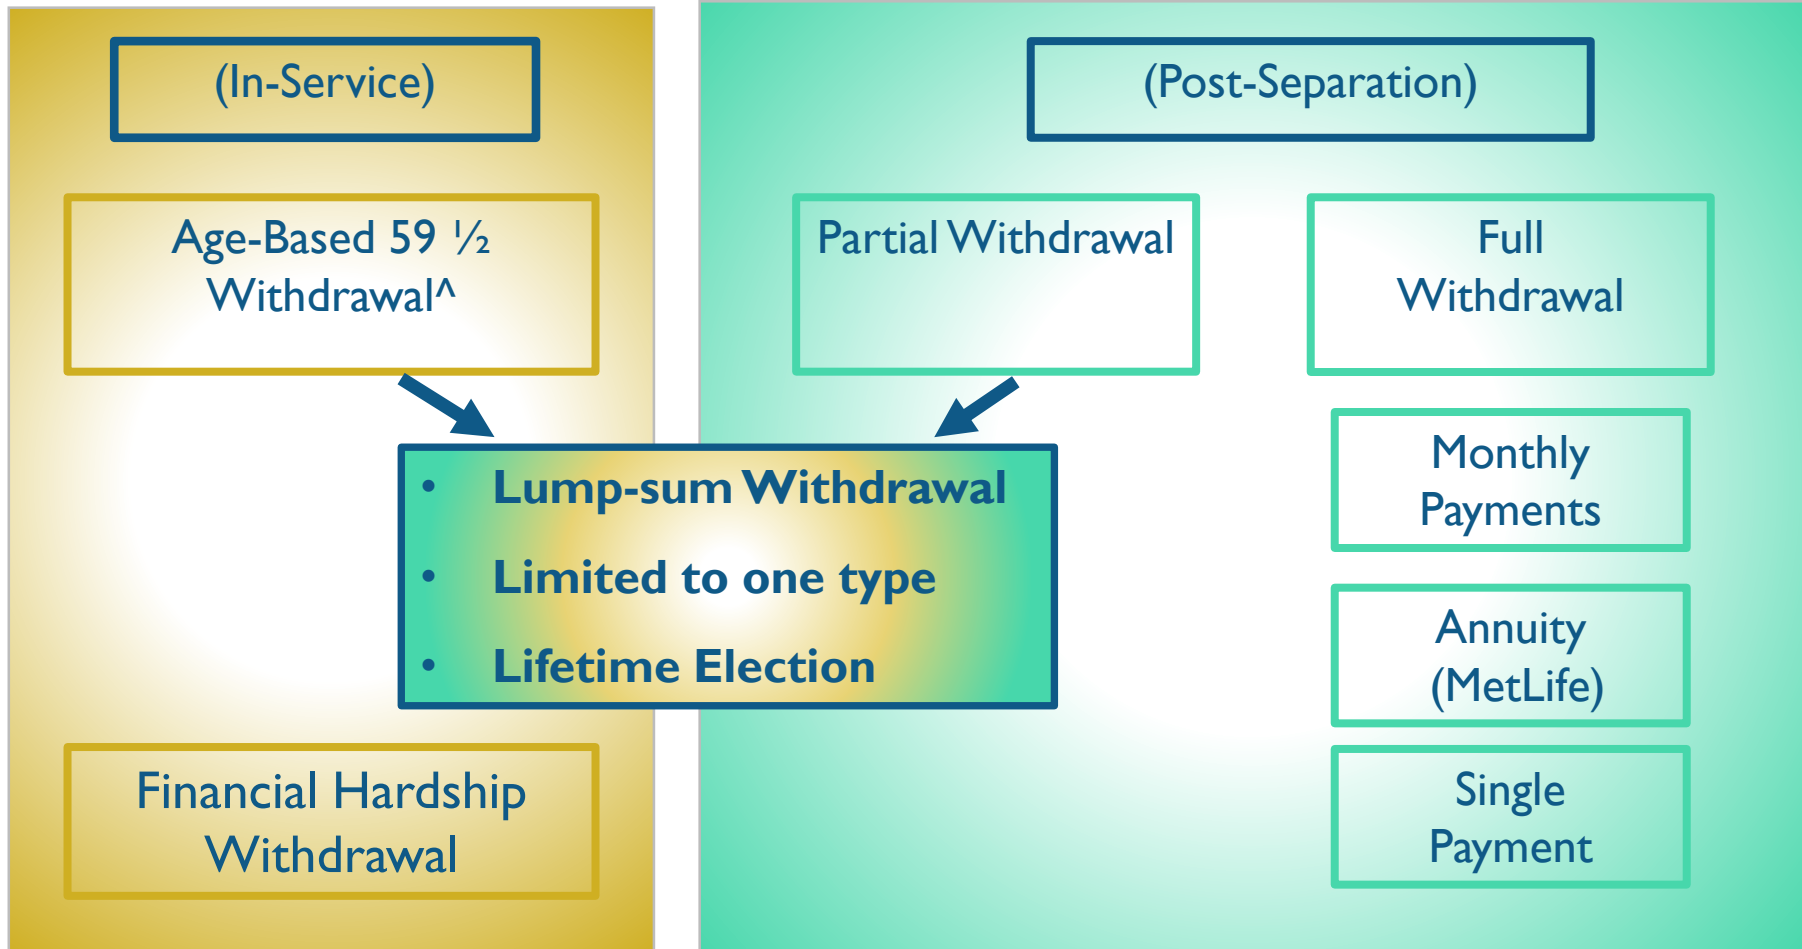 (In-Service)
Age-Based 59 ½
Withdrawal^
Financial Hardship
Withdrawal
• Lump-sum Withdrawal
• Limited to one type
• Lifetime Election
(Post-Separation)
Partial Withdrawal
Full
Withdrawal
Monthly
Payments
Annuity
(MetLife)
Single
Payment